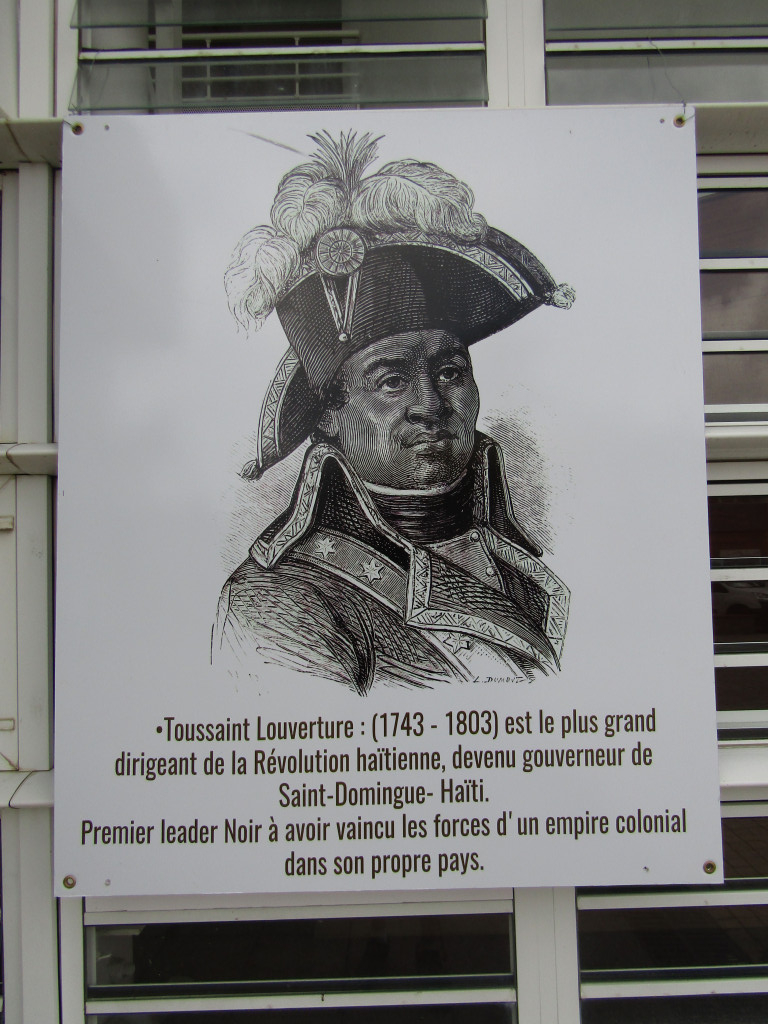 •Toussaint Louverture : (1743 - 1803) est le plus grand
dirigeant de la Révolution haïtienne, devenu gouverneur de
Saint-Domingue- Haïti.
Premier leader Noir à avoir vaincu les forces d'un empire colonial
dans son propre pays.